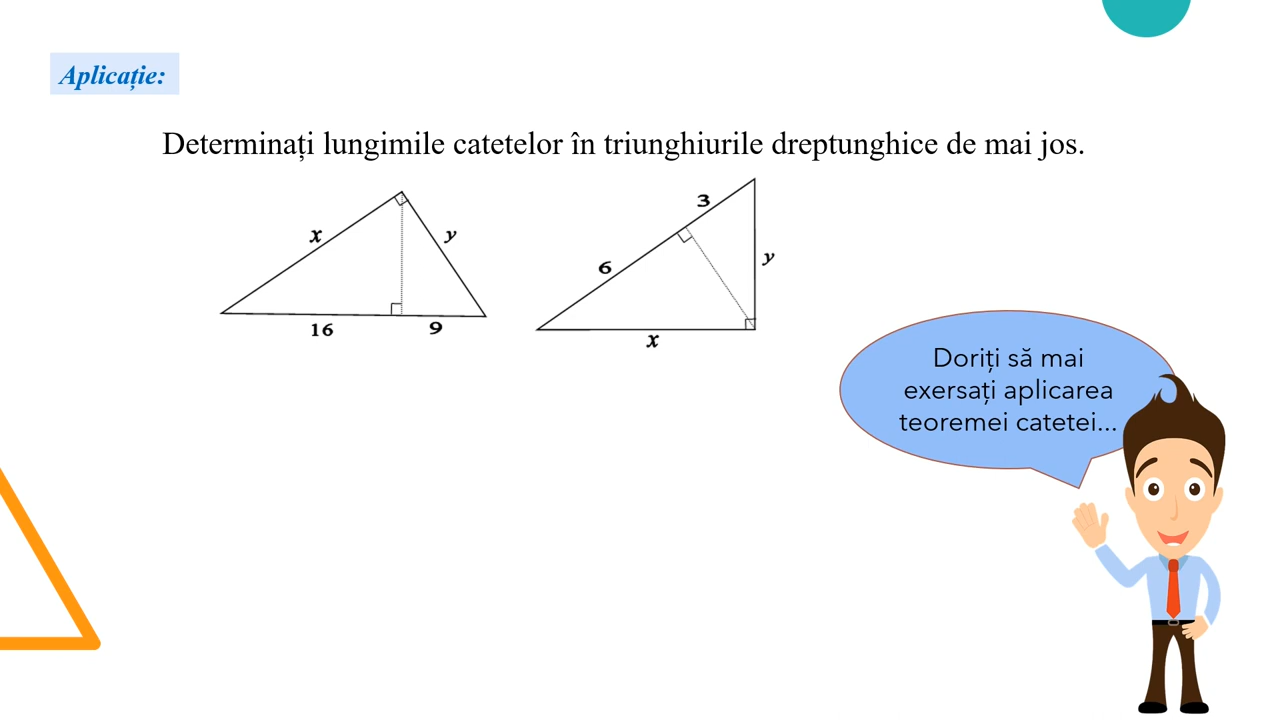 Aplicație:
Determinați lungimile catetelor în triunghiurile dreptunghice de mai jos.
x
y
16
9
3
6
y
x
Doriți să mai
exersați aplicarea
teoremei catetei...